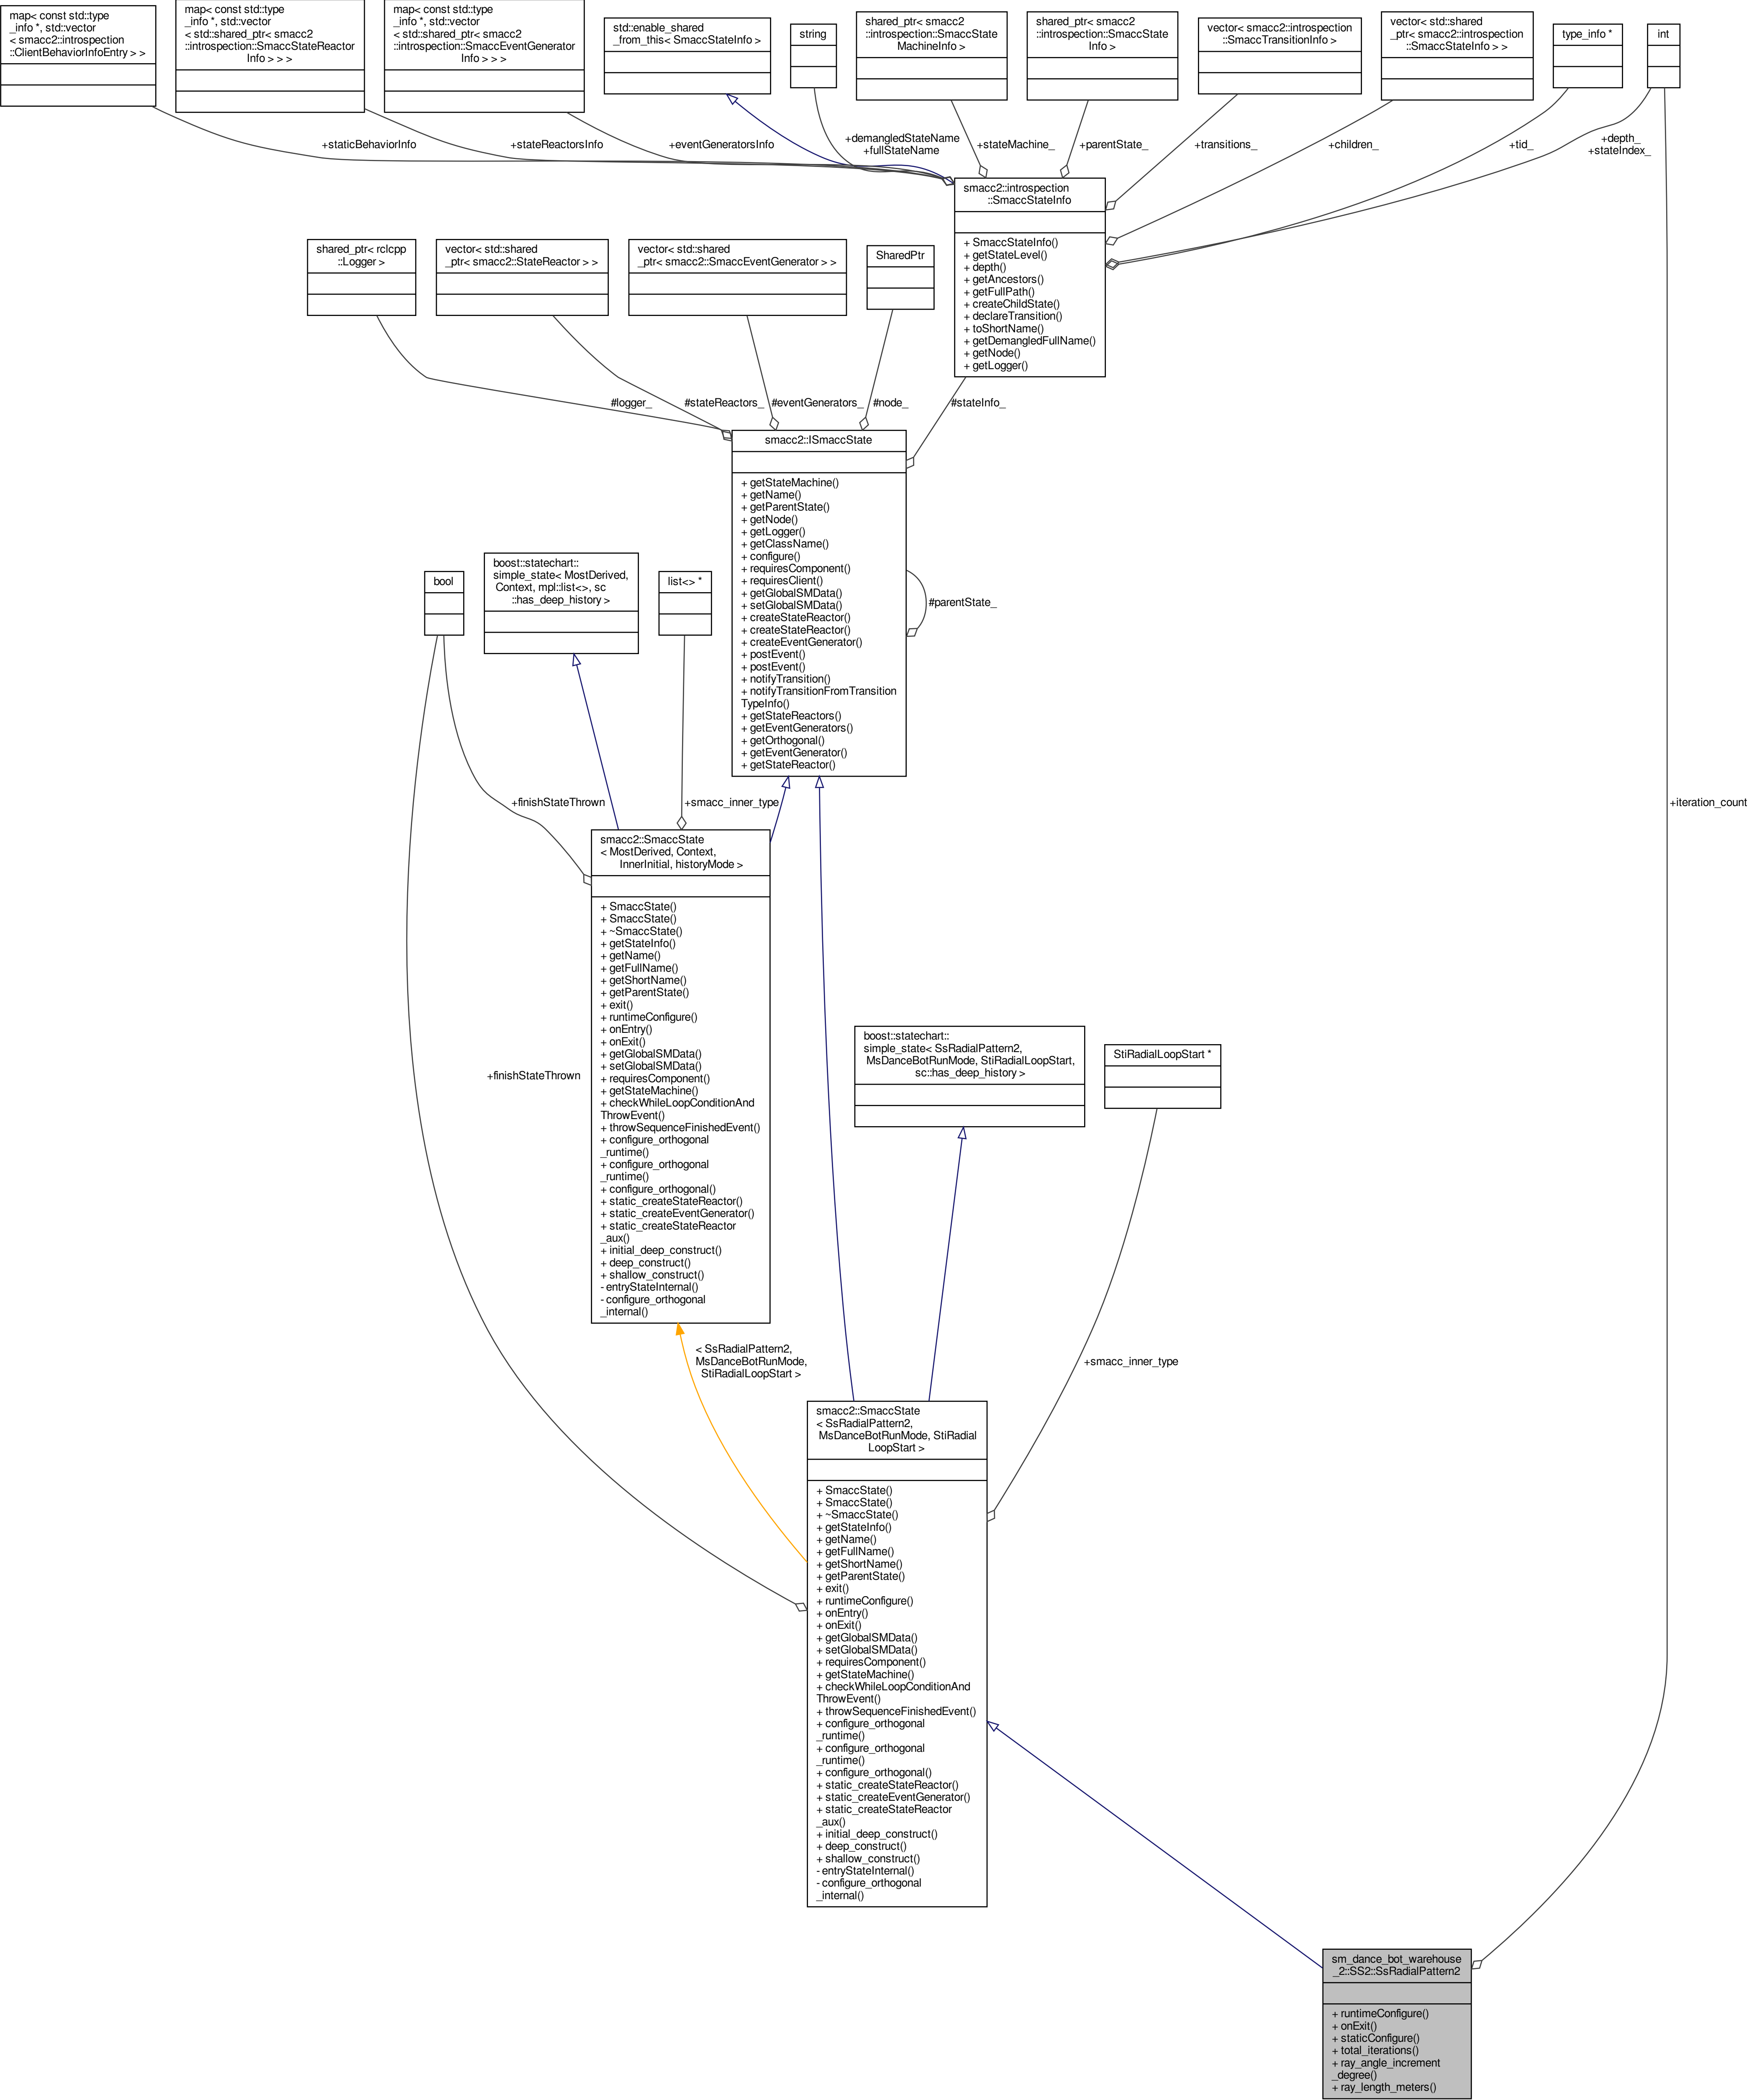 map< const std::type
_info *, std::vector
< smacc2::introspection
::ClientBehaviorInfoEntry > >
map< const std::type
_info *, std::vector
< std::shared_ptr< smacc2
::introspection::SmaccStateReactor
Info > > >
map< const std::type
_info *, std::vector
< std::shared_ptr< smacc2
::introspection::SmaccEventGenerator
Info > > >
std::enable_shared
_from_this< SmaccStateInfo >
string
shared_ptr< smacc2
::introspection::SmaccState
MachineInfo >
shared_ptr< smacc2
::introspection::SmaccState
Info >
vector< smacc2::introspection
::SmaccTransitionInfo >
vector< std::shared
_ptr< smacc2::introspection
::SmaccStateInfo > >
type_info *
int
+staticBehaviorInfo
+stateReactorsInfo
+eventGeneratorsInfo
+demangledStateName
+fullStateName
+stateMachine_
+parentState_
+transitions_
+children_
+tid_
+depth_
+stateIndex_
smacc2::introspection
::SmaccStateInfo
+ SmaccStateInfo()
+ getStateLevel()
+ depth()
+ getAncestors()
+ getFullPath()
+ createChildState()
+ declareTransition()
+ toShortName()
+ getDemangledFullName()
+ getNode()
+ getLogger()
shared_ptr< rclcpp
::Logger >
vector< std::shared
_ptr< smacc2::StateReactor > >
vector< std::shared
_ptr< smacc2::SmaccEventGenerator > >
SharedPtr
#logger_
#stateReactors_
#eventGenerators_
#node_
#stateInfo_
smacc2::ISmaccState
+ getStateMachine()
+ getName()
+ getParentState()
+ getNode()
+ getLogger()
+ getClassName()
+ configure()
+ requiresComponent()
+ requiresClient()
+ getGlobalSMData()
+ setGlobalSMData()
+ createStateReactor()
+ createStateReactor()
+ createEventGenerator()
+ postEvent()
+ postEvent()
+ notifyTransition()
+ notifyTransitionFromTransition
TypeInfo()
+ getStateReactors()
+ getEventGenerators()
+ getOrthogonal()
+ getEventGenerator()
+ getStateReactor()
#parentState_
bool
boost::statechart::
simple_state< MostDerived,
Context, mpl::list<>, sc
::has_deep_history >
list<> *
+finishStateThrown
+smacc_inner_type
+iteration_count
smacc2::SmaccState
< MostDerived, Context,
InnerInitial, historyMode >
+ SmaccState()
+ SmaccState()
+ ~SmaccState()
+ getStateInfo()
+ getName()
+ getFullName()
+ getShortName()
+ getParentState()
+ exit()
+ runtimeConfigure()
+ onEntry()
+ onExit()
+ getGlobalSMData()
+ setGlobalSMData()
+ requiresComponent()
+ getStateMachine()
+ checkWhileLoopConditionAnd
ThrowEvent()
+ throwSequenceFinishedEvent()
+ configure_orthogonal
_runtime()
+ configure_orthogonal
_runtime()
+ configure_orthogonal()
+ static_createStateReactor()
+ static_createEventGenerator()
+ static_createStateReactor
_aux()
+ initial_deep_construct()
+ deep_construct()
+ shallow_construct()
- entryStateInternal()
- configure_orthogonal
_internal()
+finishStateThrown
boost::statechart::
simple_state< SsRadialPattern2,
MsDanceBotRunMode, StiRadialLoopStart,
sc::has_deep_history >
StiRadialLoopStart *
< SsRadialPattern2,
MsDanceBotRunMode,
StiRadialLoopStart >
+smacc_inner_type
smacc2::SmaccState
< SsRadialPattern2,
MsDanceBotRunMode, StiRadial
LoopStart >
+ SmaccState()
+ SmaccState()
+ ~SmaccState()
+ getStateInfo()
+ getName()
+ getFullName()
+ getShortName()
+ getParentState()
+ exit()
+ runtimeConfigure()
+ onEntry()
+ onExit()
+ getGlobalSMData()
+ setGlobalSMData()
+ requiresComponent()
+ getStateMachine()
+ checkWhileLoopConditionAnd
ThrowEvent()
+ throwSequenceFinishedEvent()
+ configure_orthogonal
_runtime()
+ configure_orthogonal
_runtime()
+ configure_orthogonal()
+ static_createStateReactor()
+ static_createEventGenerator()
+ static_createStateReactor
_aux()
+ initial_deep_construct()
+ deep_construct()
+ shallow_construct()
- entryStateInternal()
- configure_orthogonal
_internal()
sm_dance_bot_warehouse
_2::SS2::SsRadialPattern2
+ runtimeConfigure()
+ onExit()
+ staticConfigure()
+ total_iterations()
+ ray_angle_increment
_degree()
+ ray_length_meters()